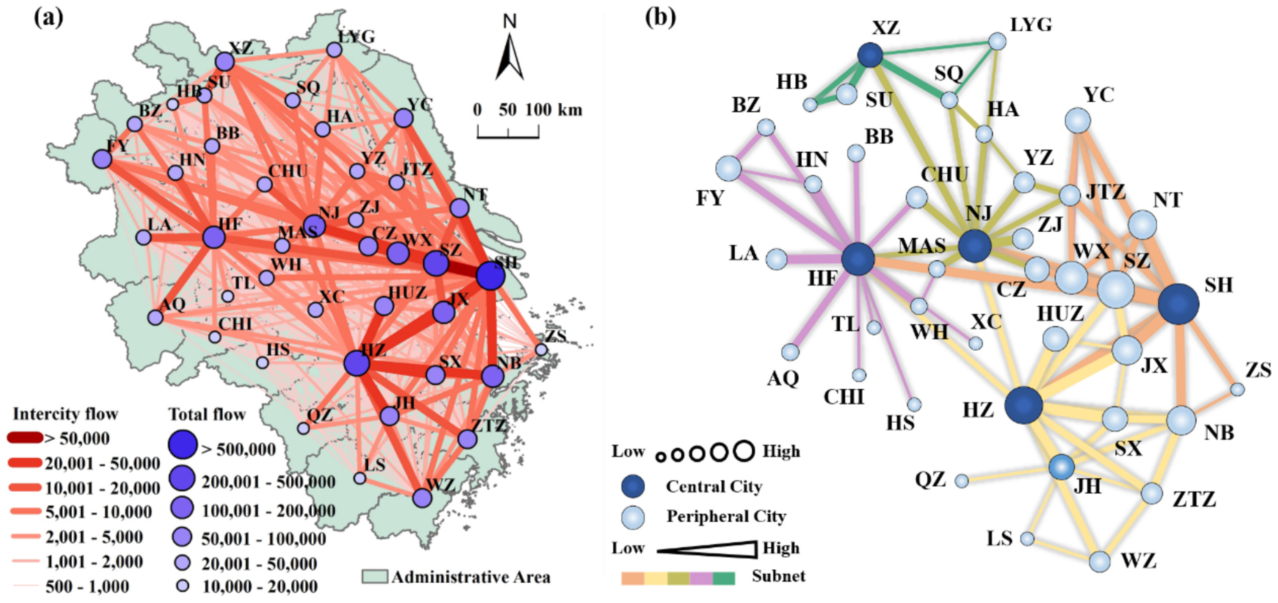 (a)
XZ
LYG
N
HB
SU
SQ
0 50 100 km
BZ
HA
YC
FY
BB
HN
YZ
JTZ
CHU
NT
LA
HF
NJ
ZJ
MAS
CZ
WX
SZ
SH
WH
TL
XC
HUZ
JX
AQ
CHI
HS
HZ
SX
NB
ZS
QZ
JH
ZTZ
LS
WZ
Intercity flow
> 50,000
20,001 - 50,000
10,001 - 20,000
5,001 - 10,000
2,001 - 5,000
1,001 - 2,000
500 - 1,000
Total flow
> 500,000
200,001 - 500,000
100,001 - 200,000
50,001 - 100,000
20,001 - 50,000
10,000 - 20,000
Administrative Area
(b)
XZ
LYG
HB
SU
SQ
YC
BZ
BB
HA
FY
HN
CHU
YZ
JTZ
NT
NJ
ZJ
LA
HF
MAS
WX
SZ
CZ
SH
TL
WH
XC
HUZ
JX
AQ
CHI
HS
HZ
ZS
SX
NB
QZ
JH
ZTZ
LS
WZ
Low High
Central City
Peripheral City
Low High
Subnet